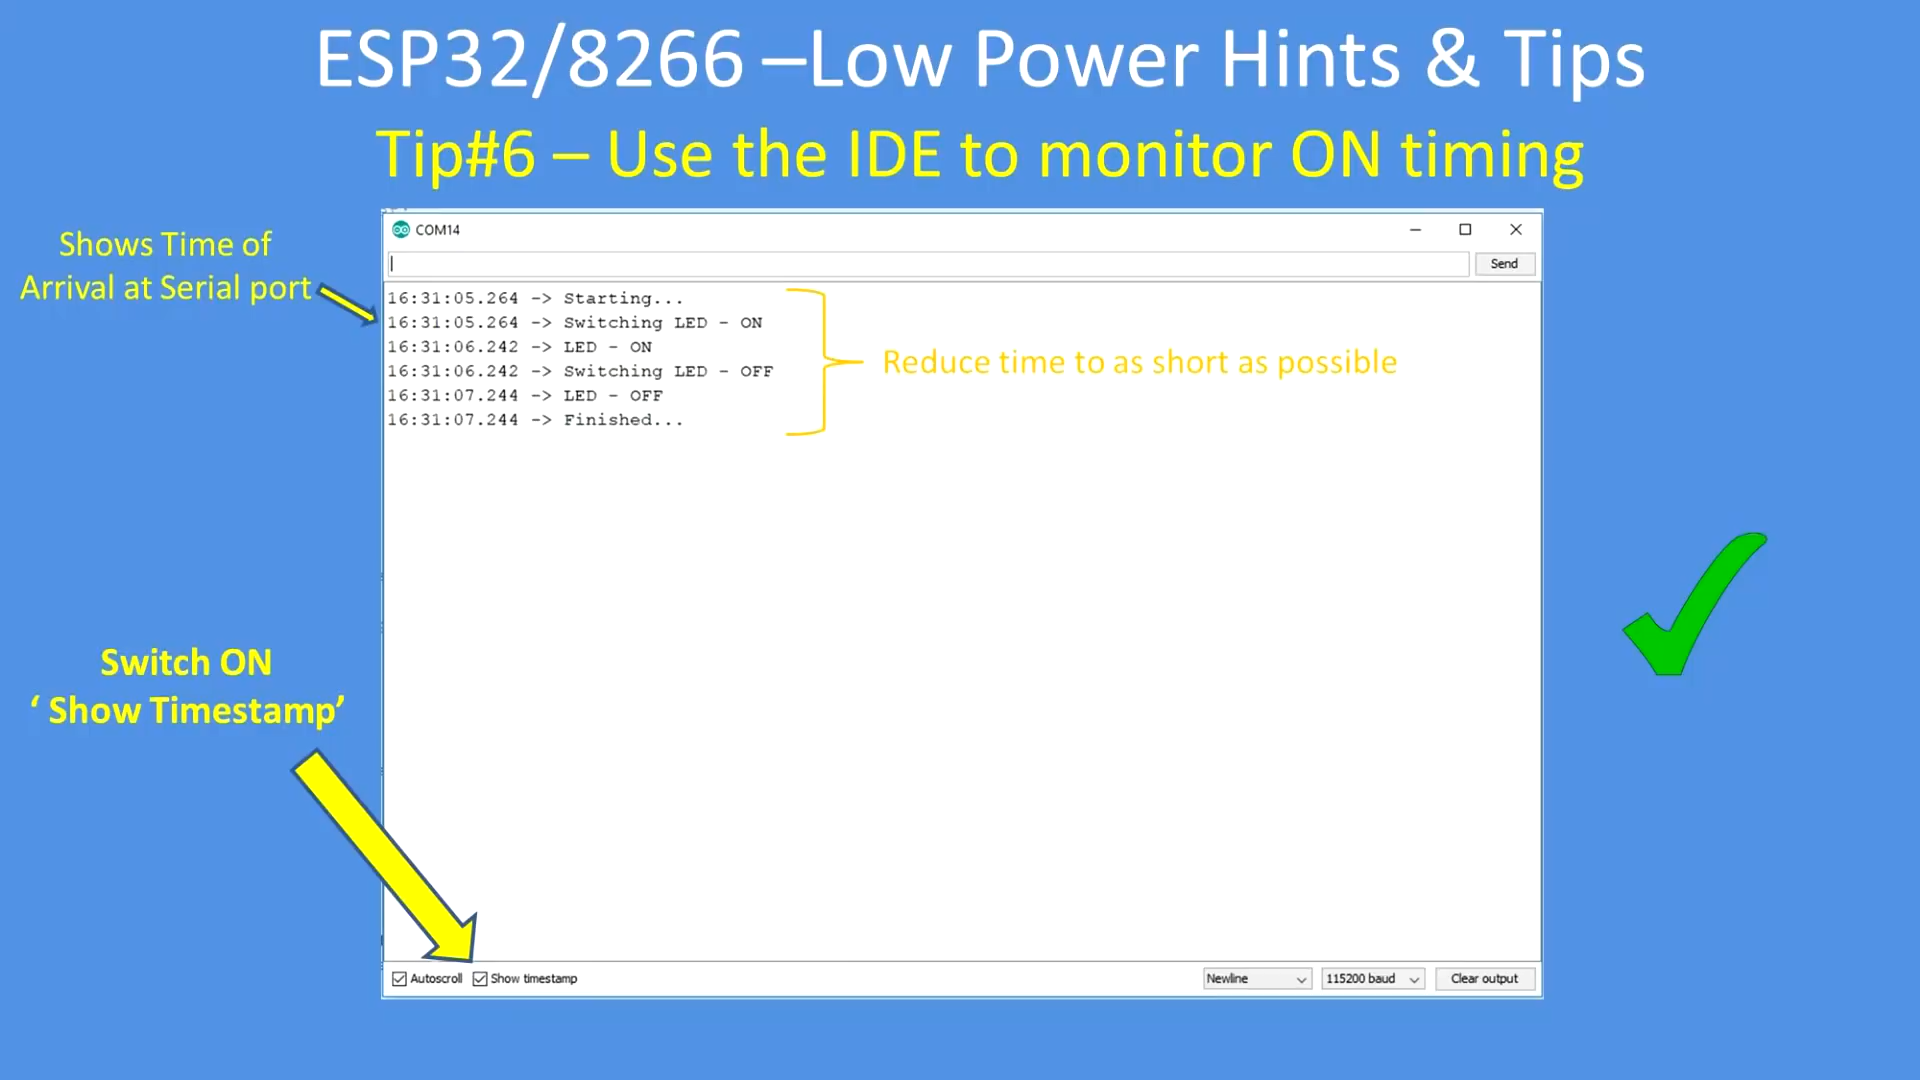 ESP32/8266 –Low Power Hints & Tips
Tip#6 – Use the IDE to monitor ON timing
Shows Time of
Arrival at Serial port
COM14
Send
16:31:05.264 -> Starting...
16:31:05.264 -> Switching LED - ON
16:31:06.242 -> LED - ON
16:31:06.242 -> Switching LED - OFF
16:31:07.244 -> LED - OFF
16:31:07.244 -> Finished...
Reduce time to as short as possible
Switch ON
‘ Show Timestamp’
Autoscroll Show timestamp
Newline 115200 baud Clear output